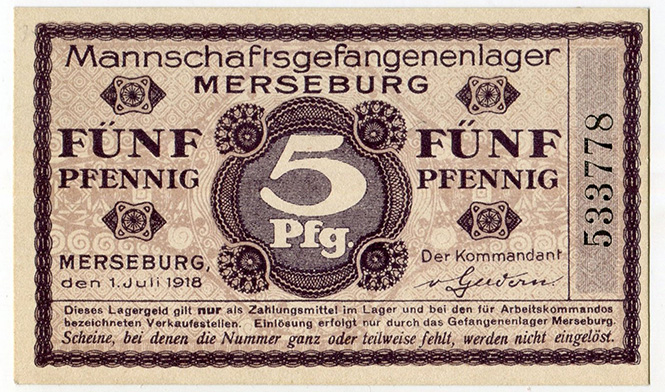 Mannschaftsgefangenenlager
MERSEBURG
FÜNF
PFENNIG
5
Pfg.
FÜNF
PFENNIG
MERSEBURG,
den 1. Juli 1918
Der Kommandant
533778
Dieses Lagergeld gilt nur als Zahlungsmittel im Lager und bei den für Arbeitskommandos
bezeichneten Verkaufsstellen. Einlösung erfolgt nur durch das Gefangenenlager Merseburg.
Scheine, bei denen die Nummer ganz oder teilweise fehlt, werden nicht eingelöst.